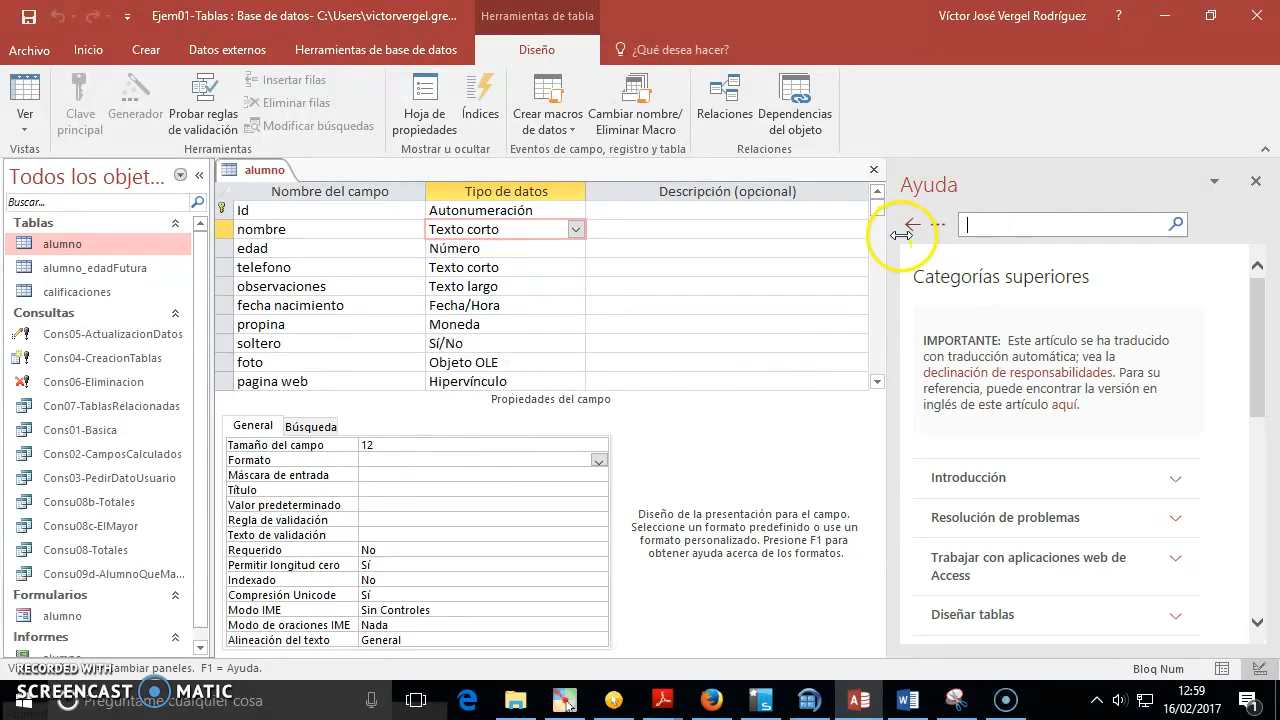 Ejem01-Tablas : Base de datos- C:\Users\victorvergel.gre...
Herramientas de tabla
Víctor José Vergel Rodríguez
?
Archivo
Inicio
Crear
Datos externos
Herramientas de base de datos
Diseño
¿Qué desea hacer?
Ver
Clave principal
Generador
Probar reglas de validación
Insertar filas
Eliminar filas
Modificar búsquedas
Hoja de propiedades
Índices
Crear macros de datos
Cambiar nombre/ Eliminar Macro
Relaciones
Dependencias del objeto
Vistas
Herramientas
Mostrar u ocultar
Eventos de campo, registro y tabla
Relaciones
Todos los objet...
Buscar...
Tablas
alumno
alumno_edadFutura
calificaciones
Consultas
Cons05-ActualizacionDatos
Cons04-CreacionTablas
Cons06-Eliminacion
Con07-TablasRelacionadas
Cons01-Basica
Cons02-CamposCalculados
Cons03-PedirDatoUsuario
Consu08b-Totales
Consu08c-ElMayor
Consu08-Totales
Consu09d-AlumnoQueMa...
Formularios
alumno
Informes
alumno
Nombre del campo Tipo de datos Descripción (opcional)
Id Autonumeración
nombre Texto corto
edad Número
telefono Texto corto
observaciones Texto largo
fecha nacimiento Fecha/Hora
propina Moneda
soltero Sí/No
foto Objeto OLE
pagina web Hipervínculo
Propiedades del campo
General Búsqueda
Tamaño del campo 12
Formato
Máscara de entrada
Título
Valor predeterminado
Regla de validación
Texto de validación
Requerido No
Permitir longitud cero Sí
Indexado No
Compresión Unicode Sí
Modo IME Sin Controles
Modo de oraciones IME Nada
Alineación del texto General
Diseño de la presentación para el campo.
Seleccione un formato predefinido o use un
formato personalizado. Presione F1 para
obtener ayuda acerca de los formatos.
Ayuda
Categorías superiores
IMPORTANTE: Este artículo se ha traducido
con traducción automática; vea la
declinación de responsabilidades. Para su
referencia, puede encontrar la versión en
inglés de este artículo aquí.
Introducción
Resolución de problemas
Trabajar con aplicaciones web de
Access
Diseñar tablas
Cambiar paneles. F1 = Ayuda.
Bloq Num
RECORDED WITH
SCREENCAST MATIC
Pregúntame cualquier cosa
12:59
16/02/2017
1